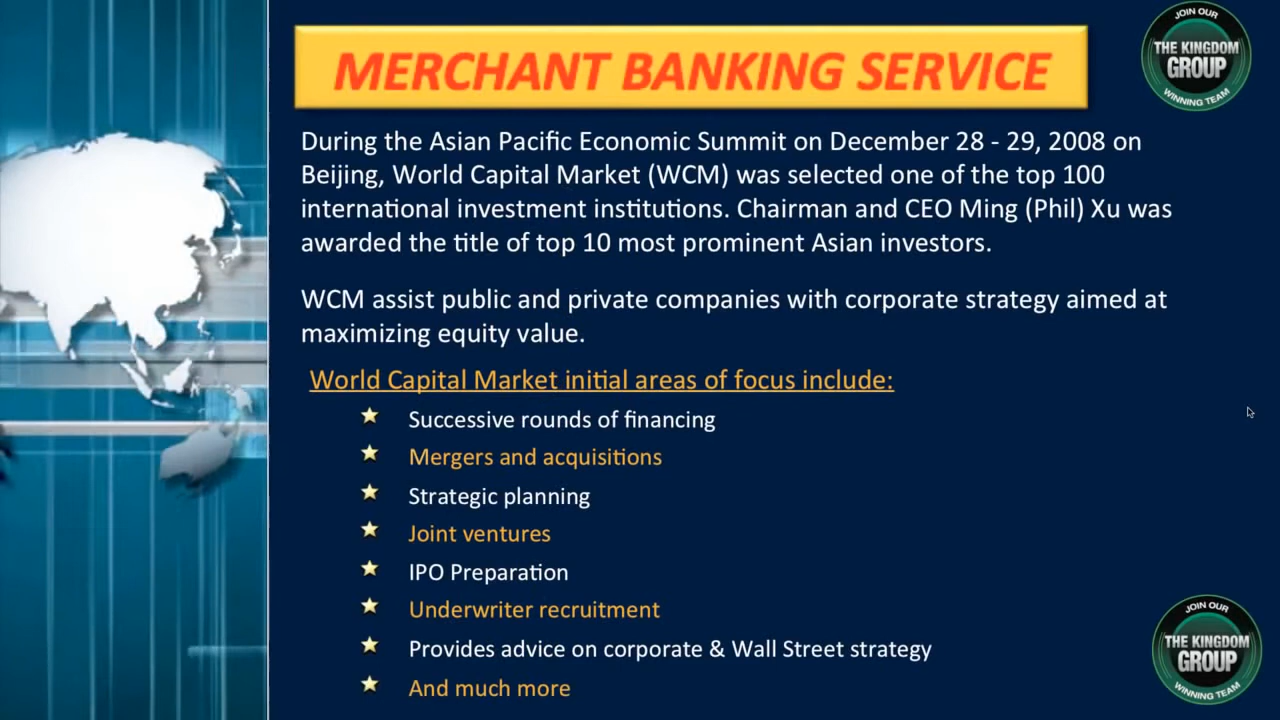 MERCHANT BANKING SERVICE
JOIN OUR
THE KINGDOM
GROUP
WINNING TEAM
During the Asian Pacific Economic Summit on December 28 - 29, 2008 on
Beijing, World Capital Market (WCM) was selected one of the top 100
international investment institutions. Chairman and CEO Ming (Phil) Xu was
awarded the title of top 10 most prominent Asian investors.
WCM assist public and private companies with corporate strategy aimed at
maximizing equity value.
World Capital Market initial areas of focus include:
Successive rounds of financing
Mergers and acquisitions
Strategic planning
Joint ventures
IPO Preparation
Underwriter recruitment
Provides advice on corporate & Wall Street strategy
And much more
JOIN OUR
THE KINGDOM
GROUP
WINNING TEAM